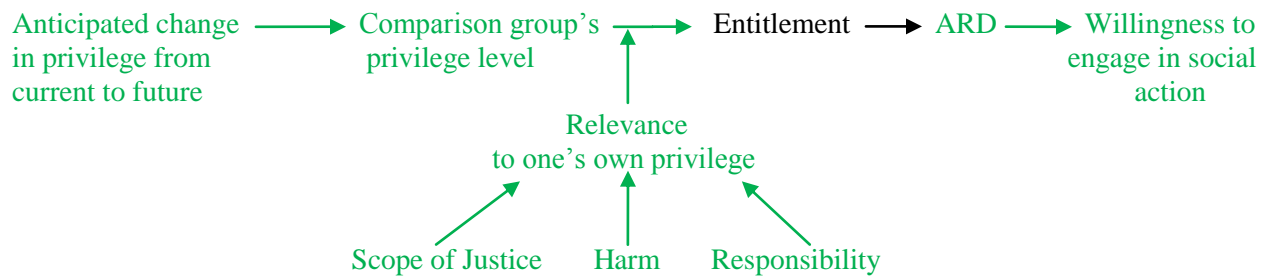 Anticipated change in privilege from current to future
Comparison group's privilege level
Entitlement
ARD
Willingness to engage in social action
Relevance to one's own privilege
Scope of Justice
Harm
Responsibility